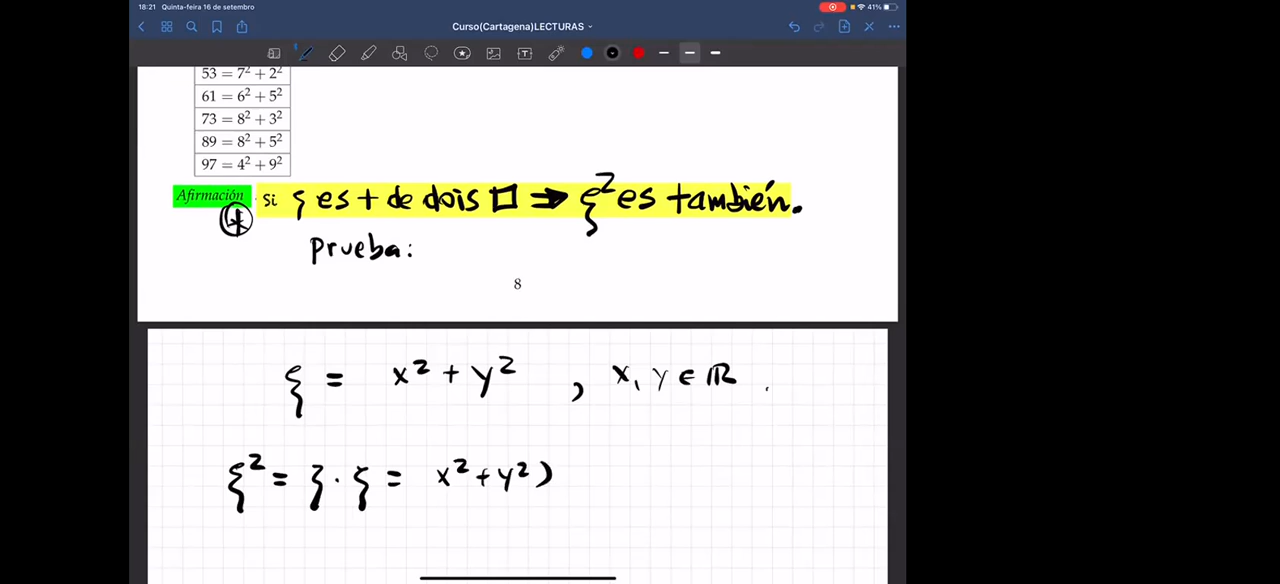 18:21 Quinta-feira 16 de setembro 41%
Curso(Cartagena)LECTURAS
53 = 7² + 2²
61 = 6² + 5²
73 = 8² + 3²
89 = 8² + 5²
97 = 4² + 9²
Afirmación . si ξ es + de dois □ ⇒ ξ² es también.
Prueba:
8
ξ = x² + y² , x, y ∈ ℝ .
ξ² = ξ · ξ = x² + y² )